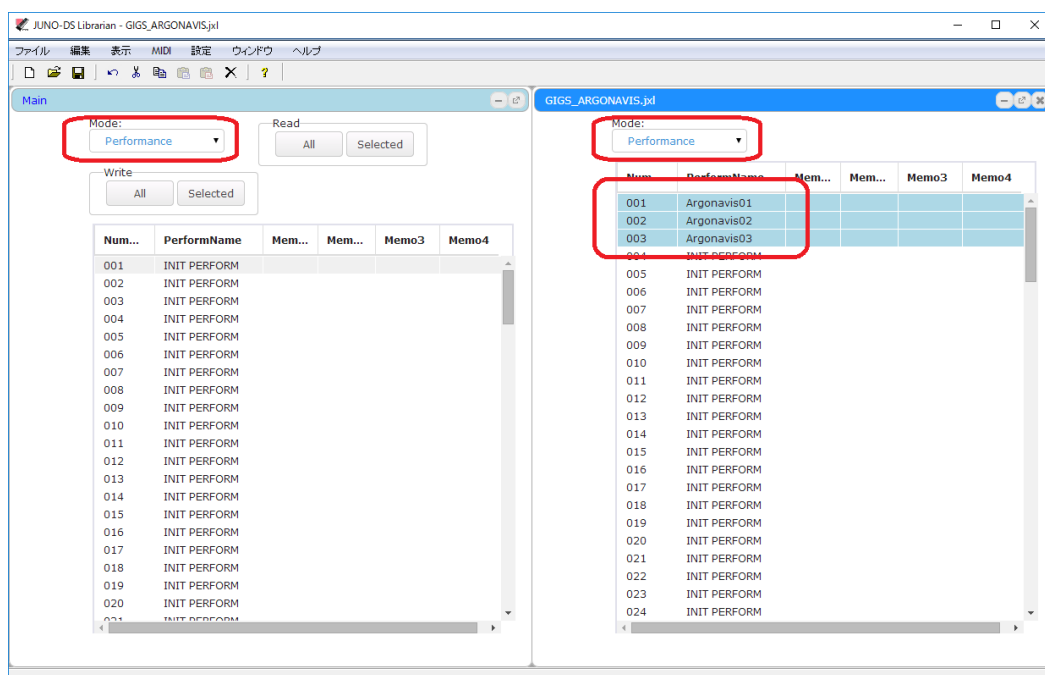 JUNO-DS Librarian - GIGS_ARGONAVIS.jxl
ファイル 編集 表示 MIDI 設定 ウィンドウ ヘルプ
Main
Mode:
Performance
Read
All Selected
Write
All Selected
Num... PerformName Mem... Mem... Memo3 Memo4
001 INIT PERFORM
002 INIT PERFORM
003 INIT PERFORM
004 INIT PERFORM
005 INIT PERFORM
006 INIT PERFORM
007 INIT PERFORM
008 INIT PERFORM
009 INIT PERFORM
010 INIT PERFORM
011 INIT PERFORM
012 INIT PERFORM
013 INIT PERFORM
014 INIT PERFORM
015 INIT PERFORM
016 INIT PERFORM
017 INIT PERFORM
018 INIT PERFORM
019 INIT PERFORM
020 INIT PERFORM
021 INIT PERFORM
GIGS_ARGONAVIS.jxl
Mode:
Performance
Num... PerformName Mem... Mem... Memo3 Memo4
001 Argonavis01
002 Argonavis02
003 Argonavis03
004 INIT PERFORM
005 INIT PERFORM
006 INIT PERFORM
007 INIT PERFORM
008 INIT PERFORM
009 INIT PERFORM
010 INIT PERFORM
011 INIT PERFORM
012 INIT PERFORM
013 INIT PERFORM
014 INIT PERFORM
015 INIT PERFORM
016 INIT PERFORM
017 INIT PERFORM
018 INIT PERFORM
019 INIT PERFORM
020 INIT PERFORM
021 INIT PERFORM
022 INIT PERFORM
023 INIT PERFORM
024 INIT PERFORM